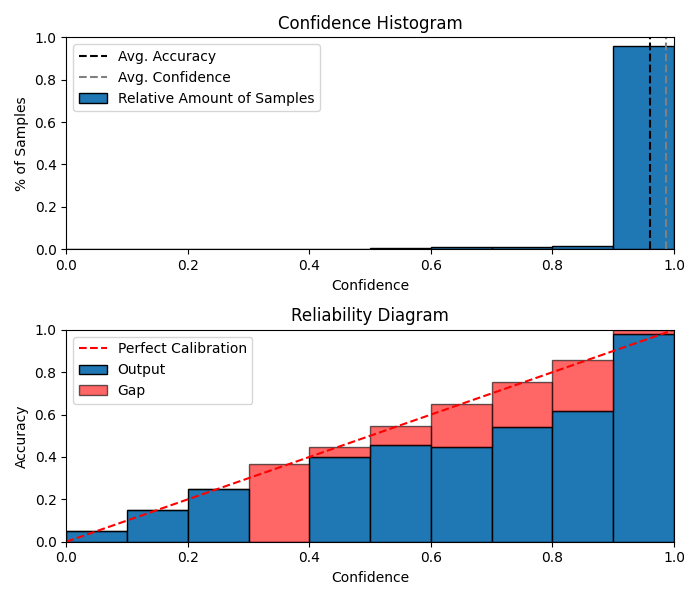 Confidence Histogram
% of Samples
1.0
0.8
0.6
0.4
0.2
0.0
Avg. Accuracy
Avg. Confidence
Relative Amount of Samples
0.0 0.2 0.4 0.6 0.8 1.0
Confidence
Reliability Diagram
Accuracy
1.0
0.8
0.6
0.4
0.2
0.0
Perfect Calibration
Output
Gap
0.0 0.2 0.4 0.6 0.8 1.0
Confidence